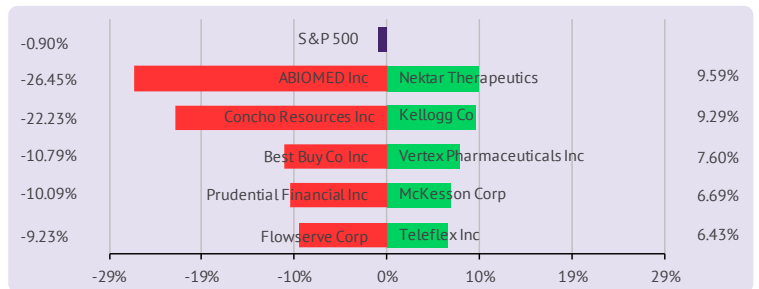 -0.90% S&P 500
-26.45% ABIOMED Inc Nektar Therapeutics 9.59%
-22.23% Concho Resources Inc Kellogg Co 9.29%
-10.79% Best Buy Co Inc Vertex Pharmaceuticals Inc 7.60%
-10.09% Prudential Financial Inc McKesson Corp 6.69%
-9.23% Flowserve Corp Teleflex Inc 6.43%
-29% -19% -10% 0% 10% 19% 29%